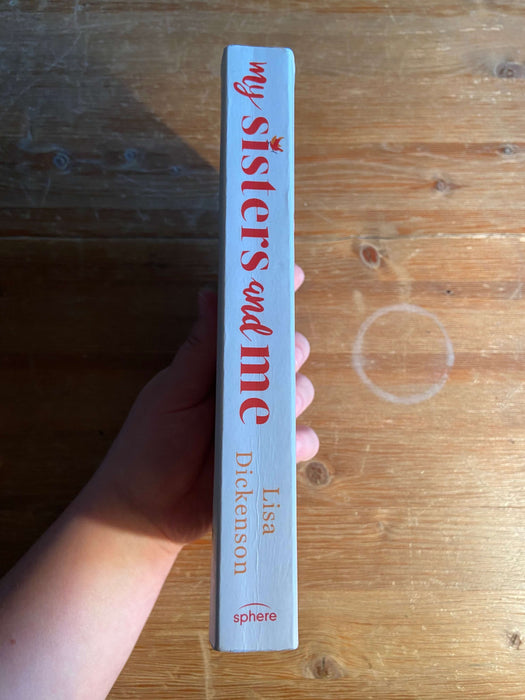 my sisters and me
Lisa
Dickenson
sphere